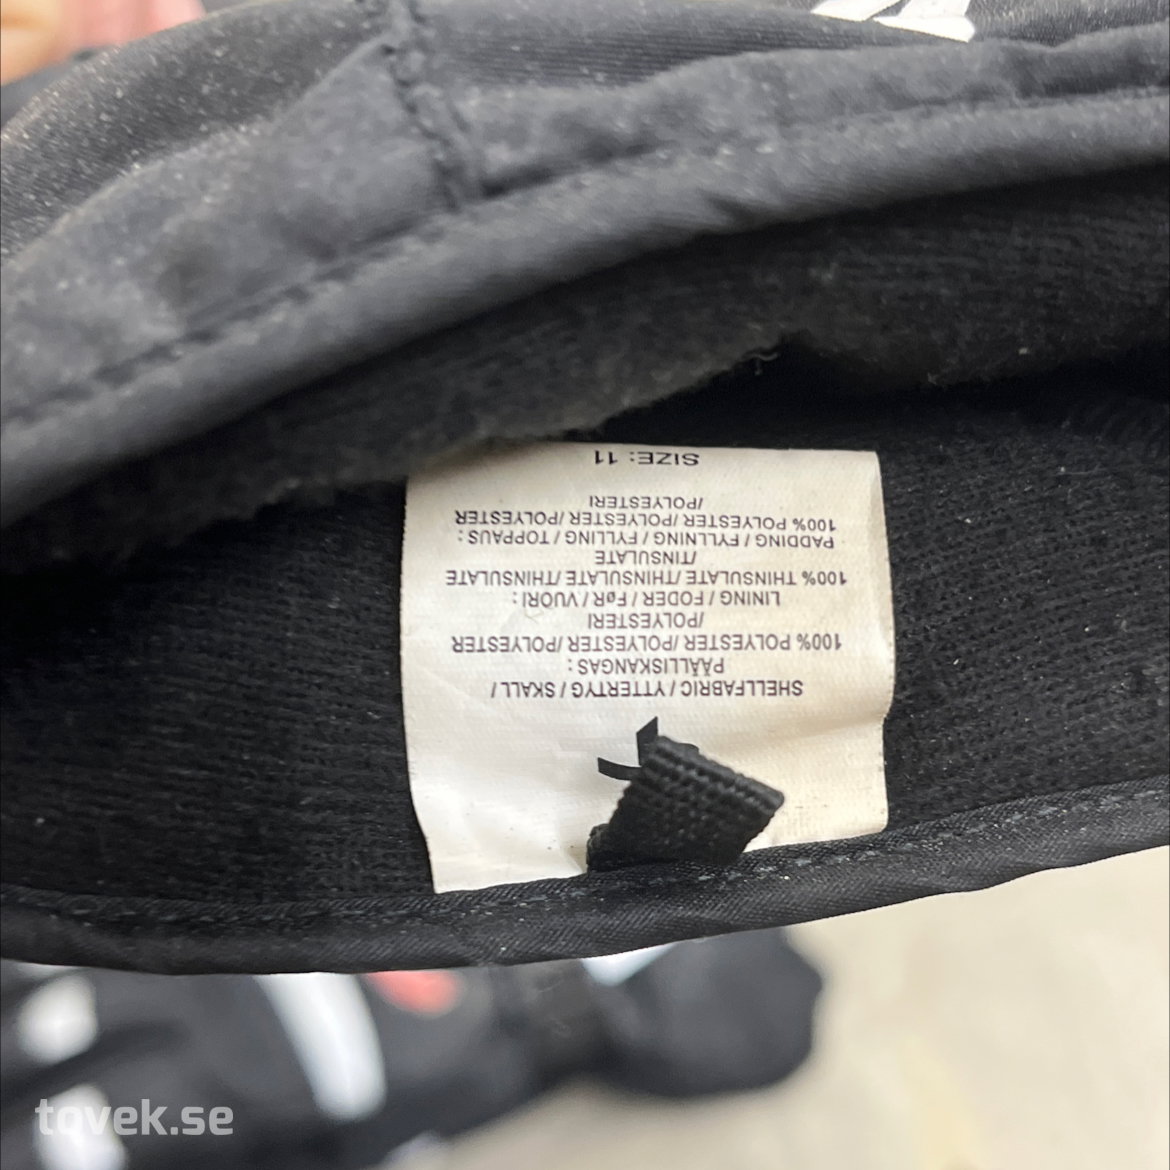 SHELLFABRIC / YTTERTYG / SKALL /
PÄÄLLISKANGAS :
100% POLYESTER /POLYESTER /POLYESTER
/POLYESTERI
LINING / FODER / FØR / VUORI :
100% THINSULATE /THINSULATE /THINSULATE
/TINSULATE
PADDING / FYLLNING / FYLLING / TOPPAUS :
100% POLYESTER /POLYESTER /POLYESTER
/POLYESTERI
SIZE: 11
tovek.se